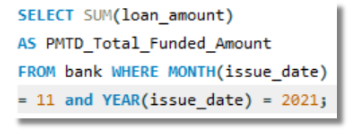 SELECT SUM(loan_amount)
AS PMTD_Total_Funded_Amount
FROM bank WHERE MONTH(issue_date)
= 11 and YEAR(issue_date) = 2021;